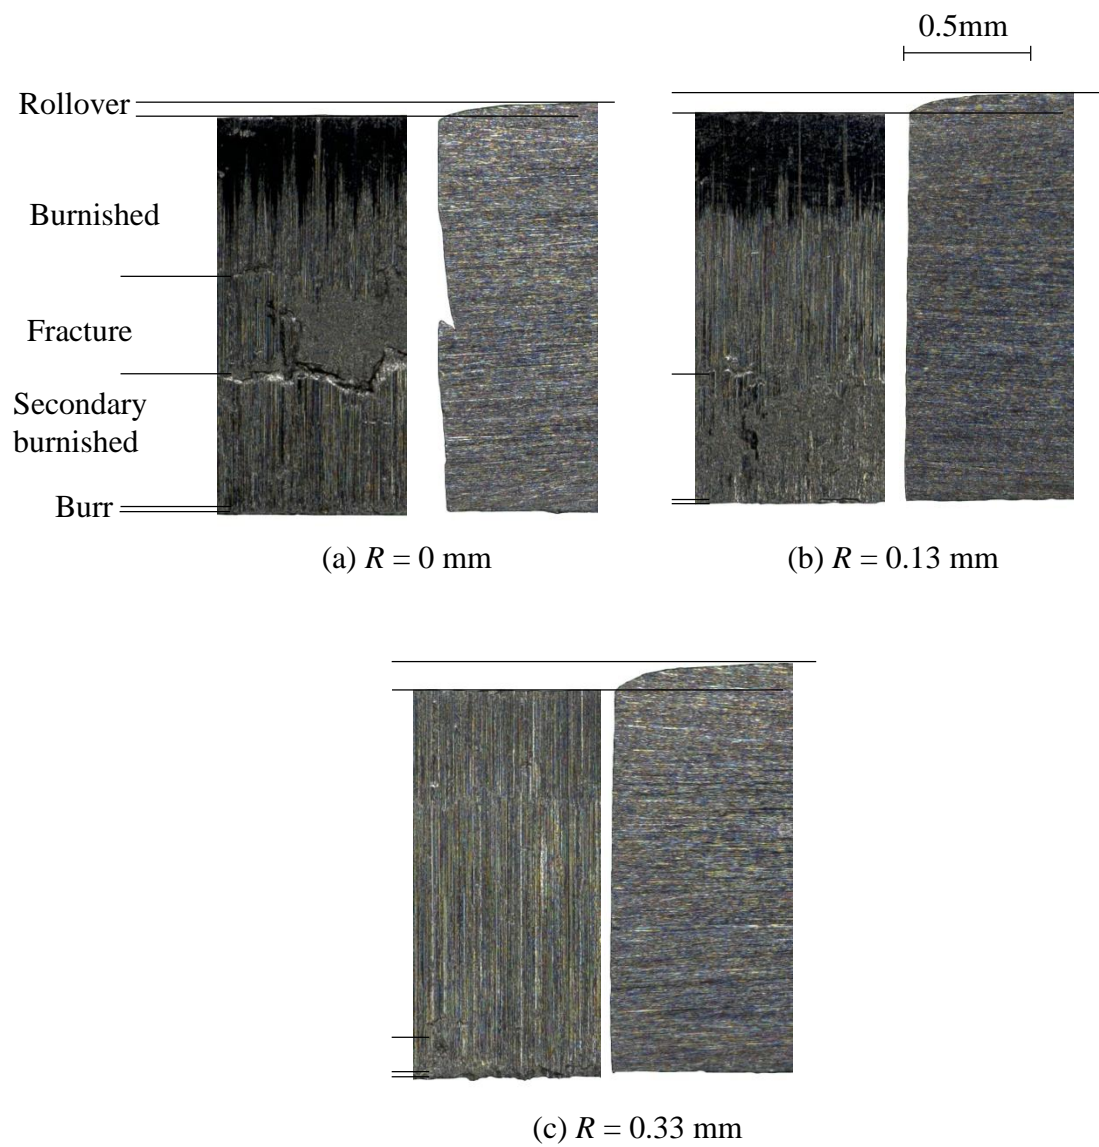 0.5mm
Rollover
Burnished
Fracture
Secondary
burnished
Burr
(a) R = 0 mm
(b) R = 0.13 mm
(c) R = 0.33 mm